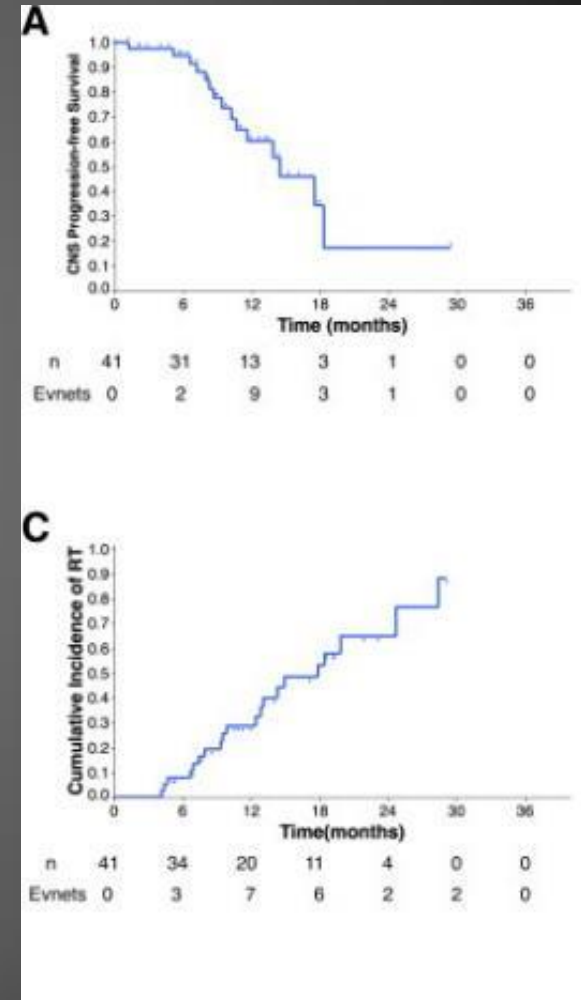 A
CNS Progression-free Survival
1.0
0.9
0.8
0.7
0.6
0.5
0.4
0.3
0.2
0.1
0.0
0 6 12 18 24 30 36
Time (months)
n 41 31 13 3 1 0 0
Evnets 0 2 9 3 1 0 0
C
Cumulative Incidence of RT
1.0
0.9
0.8
0.7
0.6
0.5
0.4
0.3
0.2
0.1
0.0
0 6 12 18 24 30 36
Time(months)
n 41 34 20 11 4 0 0
Evnets 0 3 7 6 2 2 0